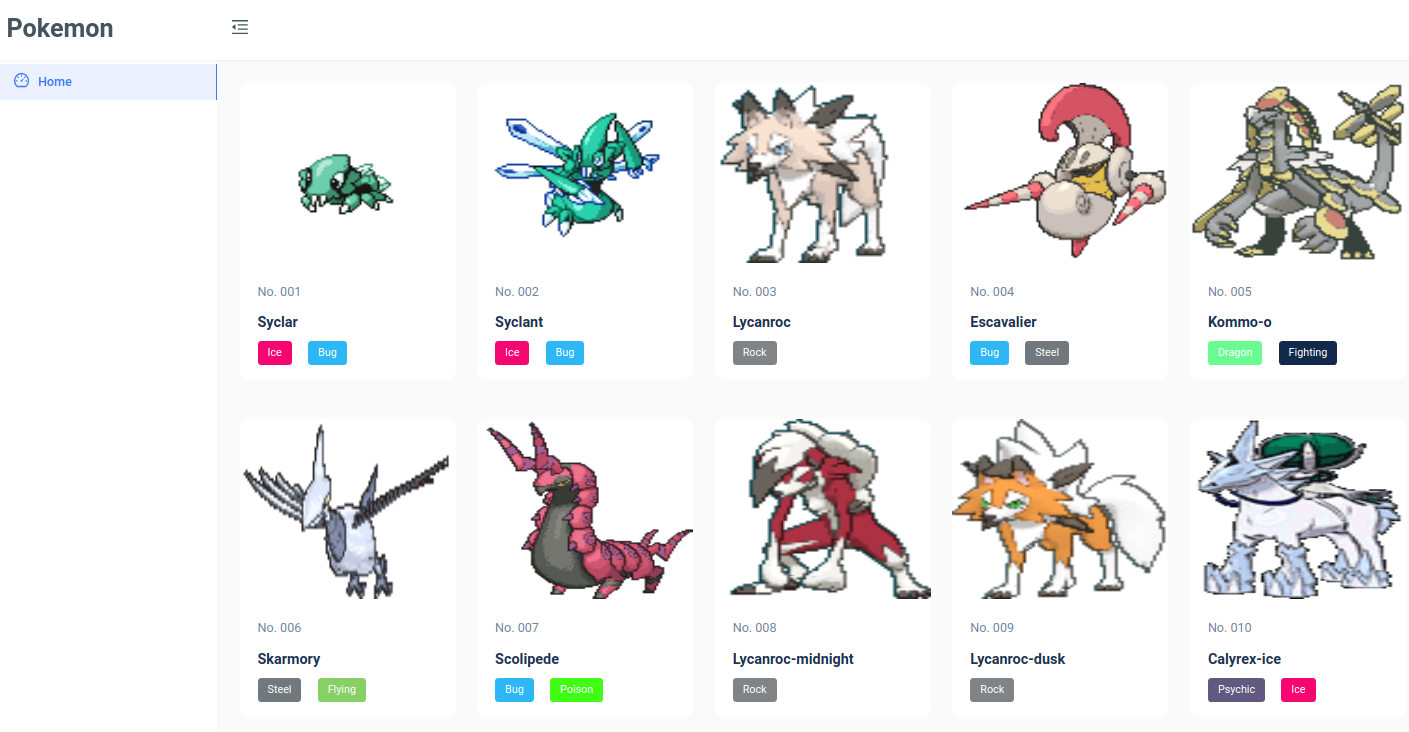 Pokemon
Home
No. 001
Syclar
Ice Bug
No. 002
Syclant
Ice Bug
No. 003
Lycanroc
Rock
No. 004
Escavalier
Bug Steel
No. 005
Kommo-o
Dragon Fighting
No. 006
Skarmory
Steel Flying
No. 007
Scolipede
Bug Poison
No. 008
Lycanroc-midnight
Rock
No. 009
Lycanroc-dusk
Rock
No. 010
Calyrex-ice
Psychic Ice